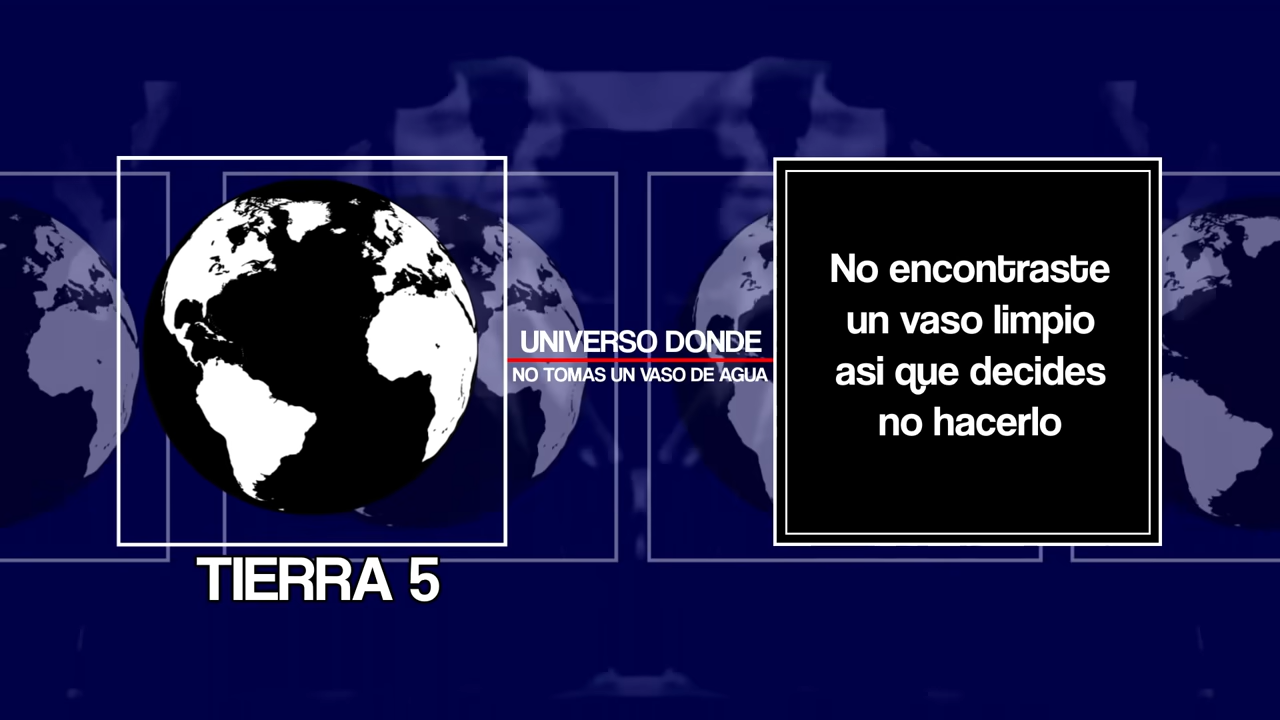 UNIVERSO DONDE
NO TOMAS UN VASO DE AGUA
No encontraste
un vaso limpio
asi que decides
no hacerlo
TIERRA 5